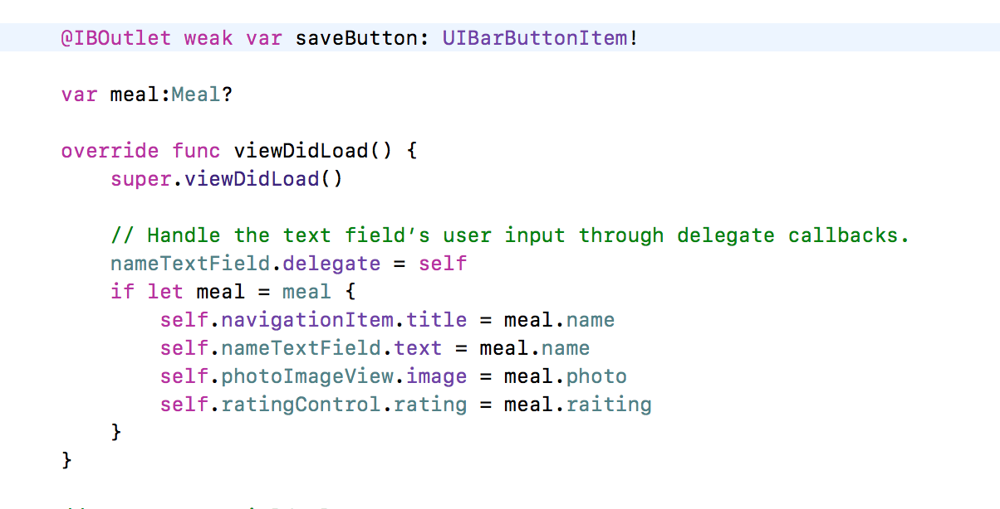 @IBOutlet weak var saveButton: UIBarButtonItem!
var meal:Meal?
override func viewDidLoad() {
super.viewDidLoad()
// Handle the text field’s user input through delegate callbacks.
nameTextField.delegate = self
if let meal = meal {
self.navigationItem.title = meal.name
self.nameTextField.text = meal.name
self.photoImageView.image = meal.photo
self.ratingControl.rating = meal.raiting
}
}